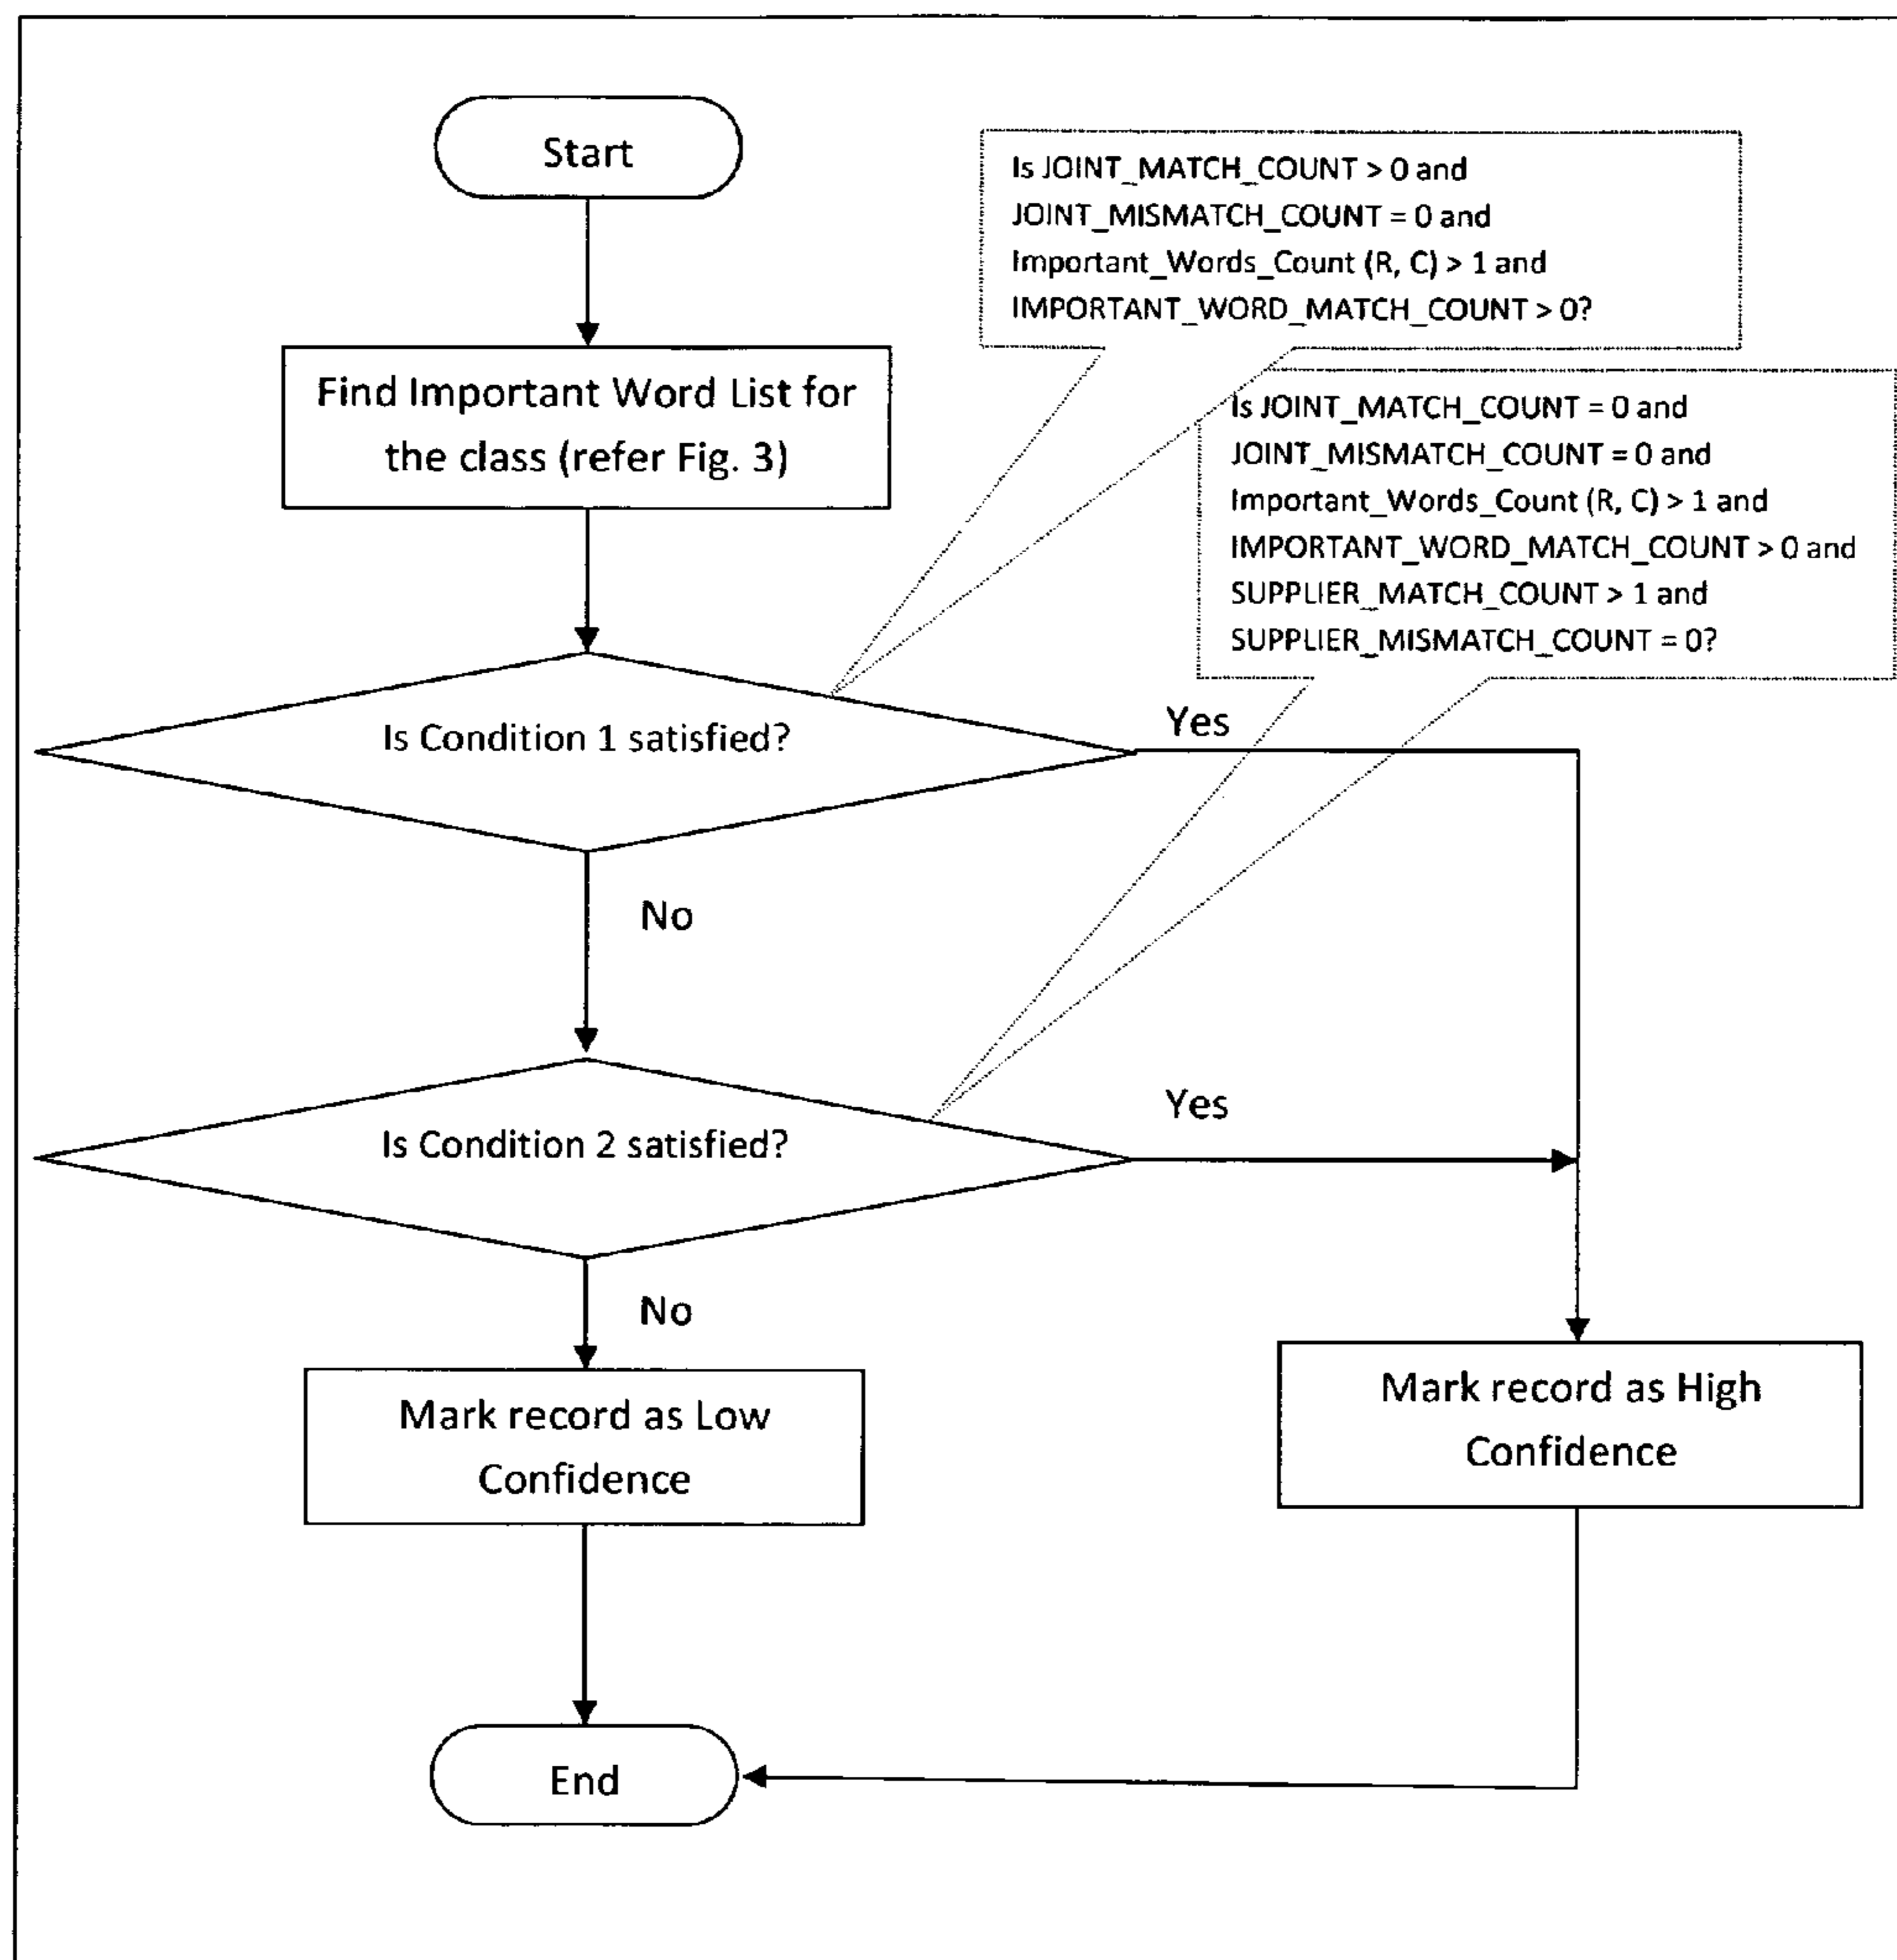 Start
Is JOINT_MATCH_COUNT > 0 and
JOINT_MISMATCH_COUNT = 0 and
Important_Words_Count (R, C) > 1 and
IMPORTANT_WORD_MATCH_COUNT > 0?
Find Important Word List for
the class (refer Fig. 3)
Is JOINT_MATCH_COUNT = 0 and
JOINT_MISMATCH_COUNT = 0 and
Important_Words_Count (R, C) > 1 and
IMPORTANT_WORD_MATCH_COUNT > 0 and
SUPPLIER_MATCH_COUNT > 1 and
SUPPLIER_MISMATCH_COUNT = 0?
Is Condition 1 satisfied?
Yes
No
Is Condition 2 satisfied?
Yes
No
Mark record as Low
Confidence
Mark record as High
Confidence
End